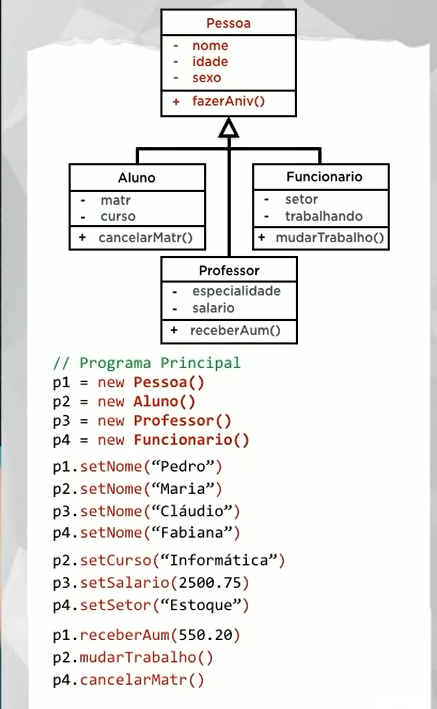 Pessoa
- nome
- idade
- sexo
+ fazerAniv()
Aluno
- matr
- curso
+ cancelarMatr()
Funcionario
- setor
- trabalhando
+ mudarTrabalho()
Professor
- especialidade
- salario
+ receberAum()
// Programa Principal
p1 = new Pessoa()
p2 = new Aluno()
p3 = new Professor()
p4 = new Funcionario()
p1.setNome(“Pedro”)
p2.setNome(“Maria”)
p3.setNome(“Cláudio”)
p4.setNome(“Fabiana”)
p2.setCurso(“Informática”)
p3.setSalario(2500.75)
p4.setSetor(“Estoque”)
p1.receberAum(550.20)
p2.mudarTrabalho()
p4.cancelarMatr()